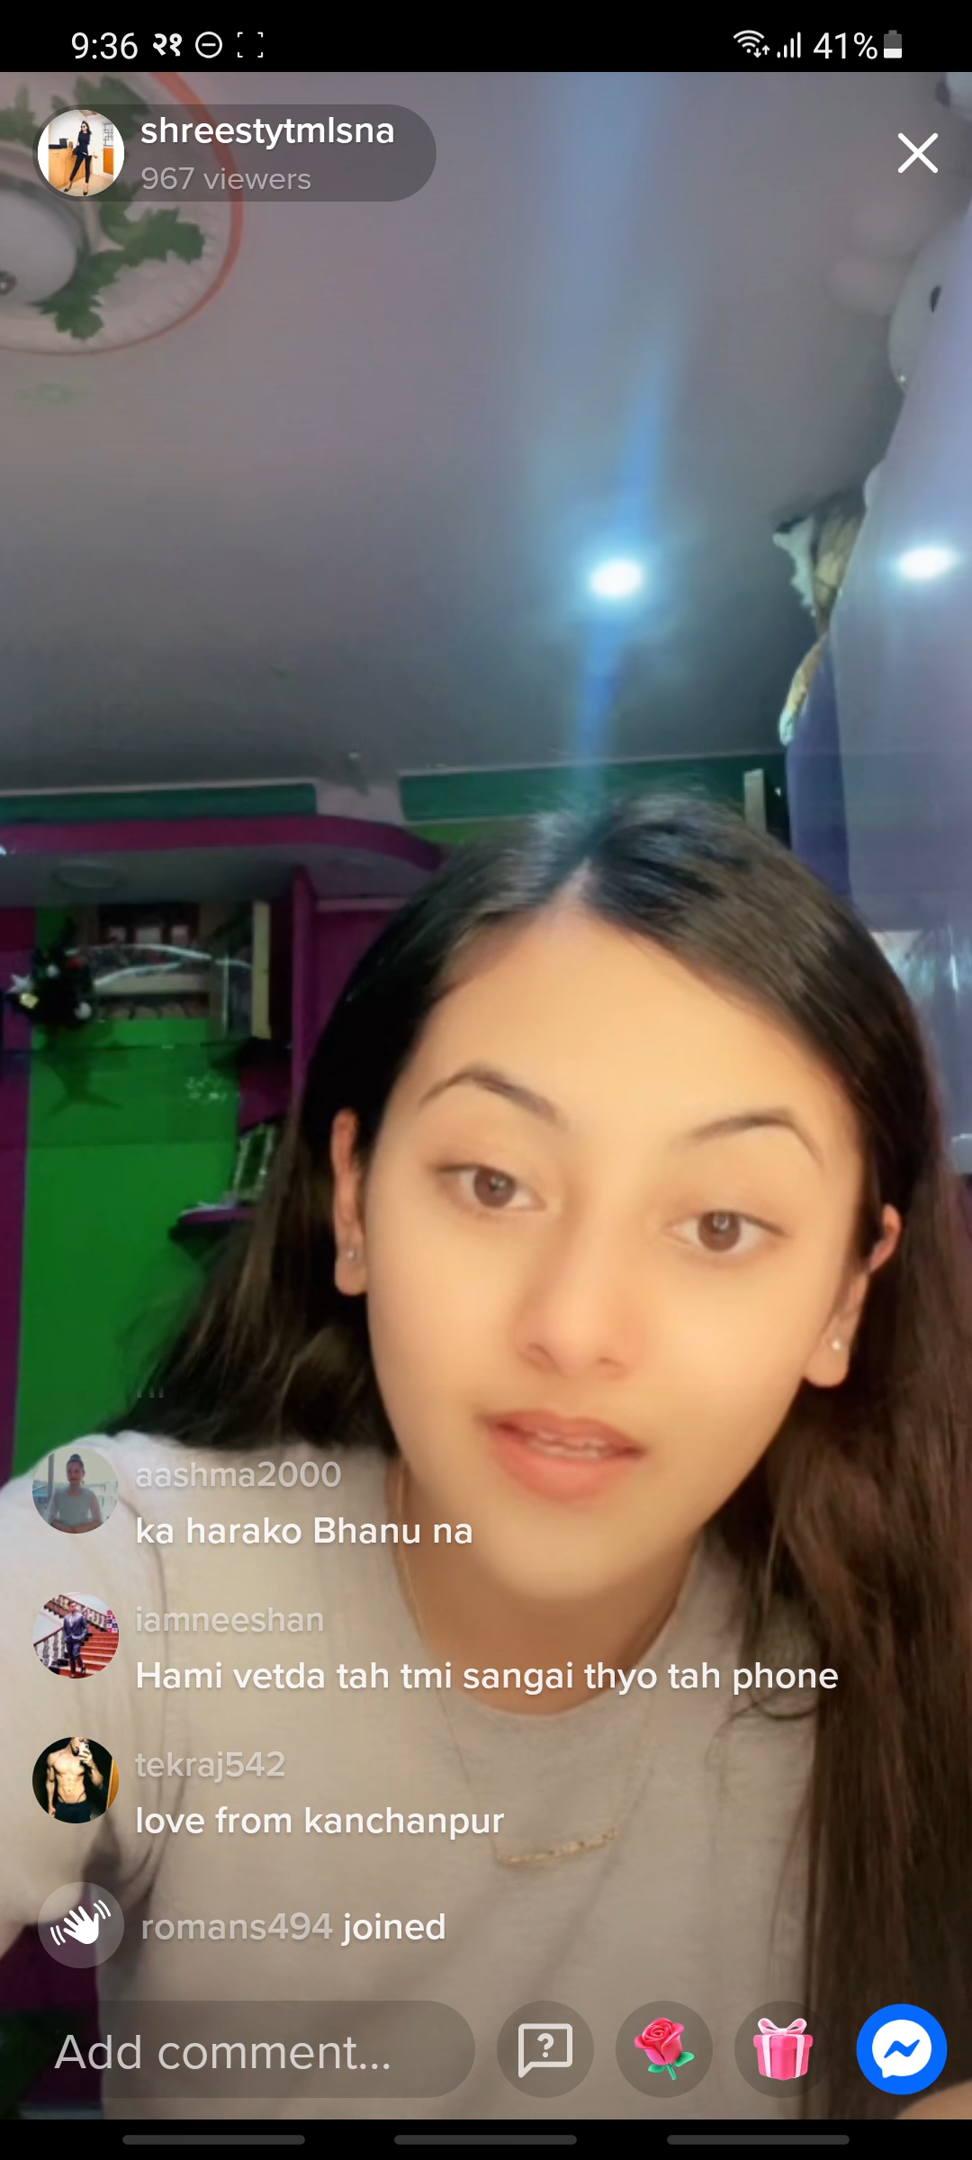 9:36 २१ 41%
shreestytmlsna
967 viewers
aashma2000
ka harako Bhanu na
iamneeshan
Hami vetda tah tmi sangai thyo tah phone
tekraj542
love from kanchanpur
romans494 joined
Add comment...
?